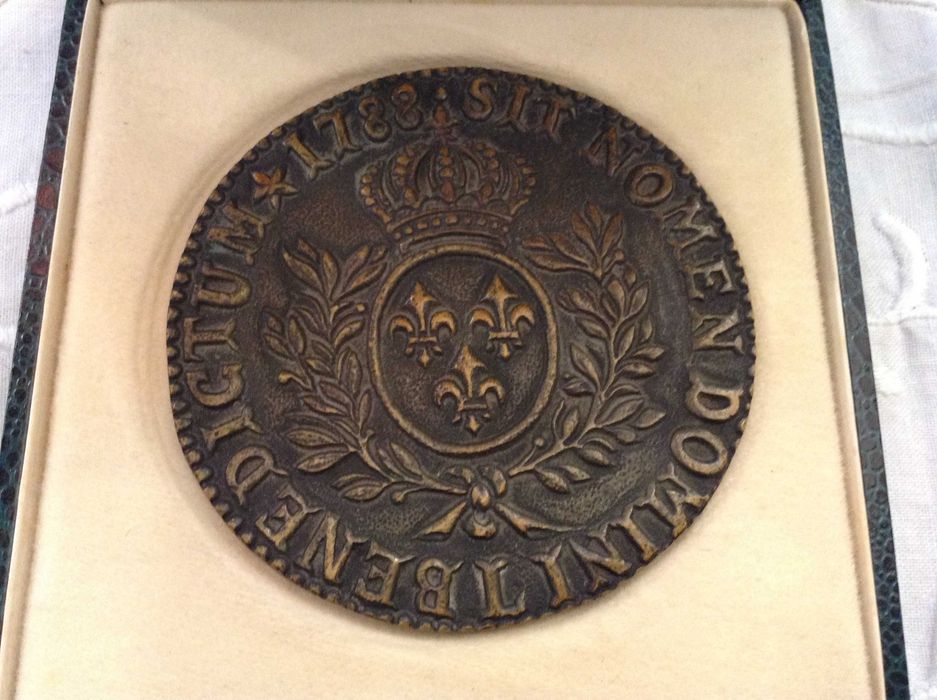 SIT NOMEN DOMINI L BENEDICTUM ★ 1788 ·